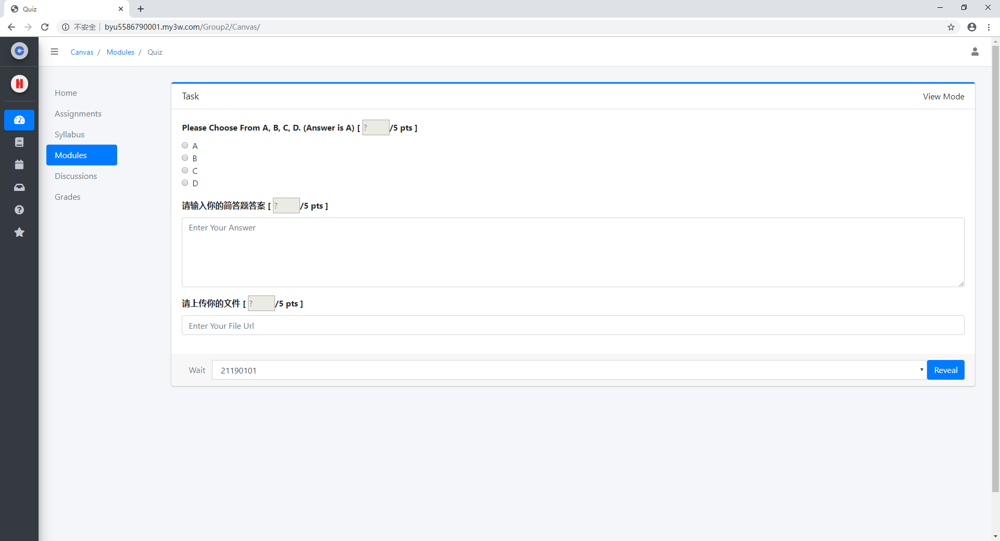 Quiz
不安全 byu5586790001.my3w.com/Group2/Canvas/
Canvas / Modules / Quiz
Home
Assignments
Syllabus
Modules
Discussions
Grades
Task
View Mode
Please Choose From A, B, C, D. (Answer is A) [ ? /5 pts ]
A
B
C
D
请输入你的简答题答案 [ ? /5 pts ]
Enter Your Answer
请上传你的文件 [ ? /5 pts ]
Enter Your File Url
Wait 21190101 Reveal